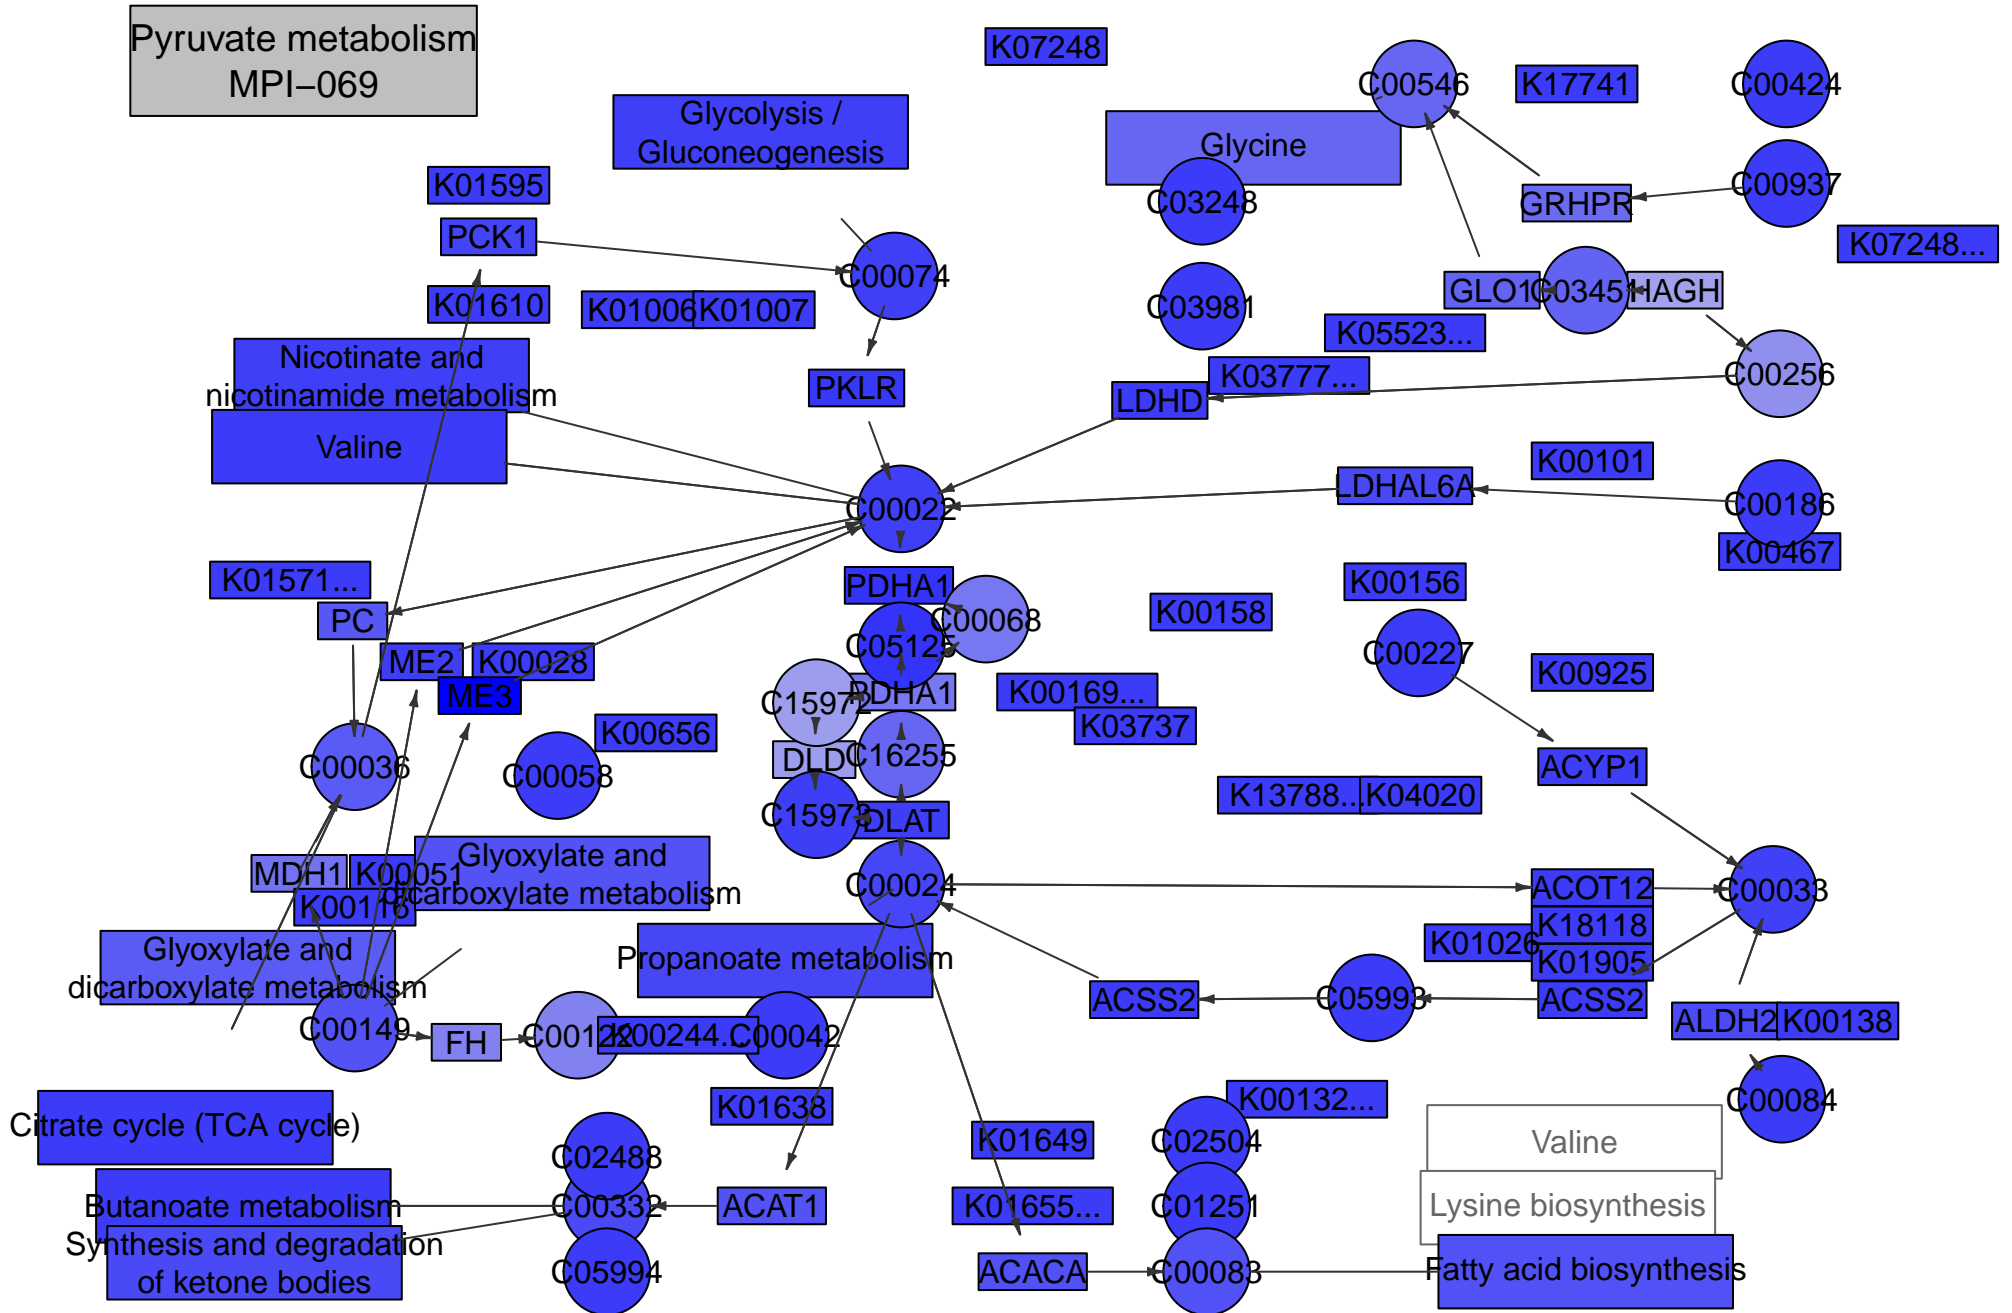 Pyruvate metabolism
MPI−069
K07248
C00546
K17741
C00424
Glycolysis /
Gluconeogenesis
Glycine
K01595
C03248
GRHPR
C00937
PCK1
K07248...
C00074
C03981
GLO1
C03451
HAGH
K01610
K01006
K01007
K05523...
Nicotinate and
nicotinamide metabolism
PKLR
K03777...
C00256
LDHD
Valine
K00101
LDHAL6A
C00186
C00022
K00467
K01571...
PDHA1
K00156
PC
C00068
K00158
C05125
C00227
ME2
K00028
K00925
ME3
C15972
PDHA1
K00169...
K03737
K00656
C00036
C00058
DLD
C16255
ACYP1
C15973
DLAT
K13788...
K04020
MDH1
K00051
Glyoxylate and
dicarboxylate metabolism
C00024
ACOT12
C00033
K00116
K18118
K01026
Glyoxylate and
dicarboxylate metabolism
Propanoate metabolism
K01905
ACSS2
C05993
ACSS2
ALDH2
K00138
C00149
FH
C00122
K00244...
C00042
K01638
K00132...
C00084
Citrate cycle (TCA cycle)
C02488
K01649
C02504
Valine
Butanoate metabolism
C00332
ACAT1
K01655...
C01251
Lysine biosynthesis
Synthesis and degradation
of ketone bodies
C05994
ACACA
C00083
Fatty acid biosynthesis